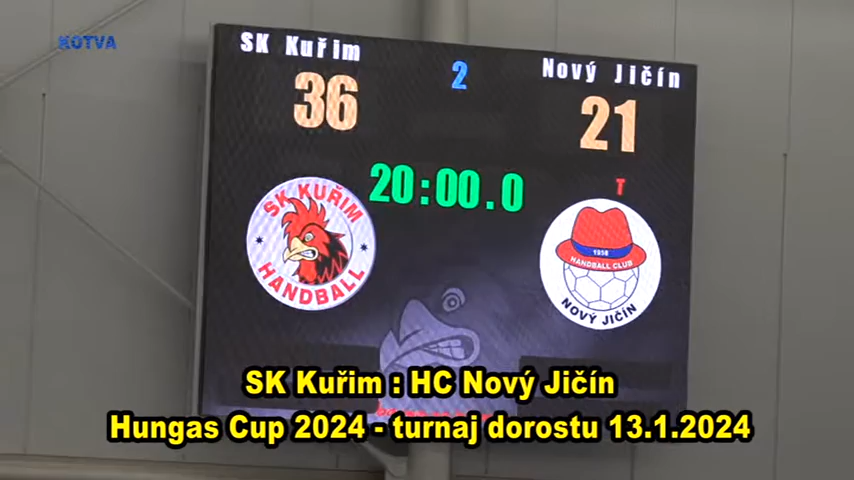 KOTVA
SK Kuřim
2
Nový Jičín
36
21
20:00.0
T
SK KUŘIM
HANDBALL
1958
HANDBALL CLUB
NOVÝ JIČÍN
SK Kuřim : HC Nový Jičín
Hungas Cup 2024 - turnaj dorostu 13.1.2024